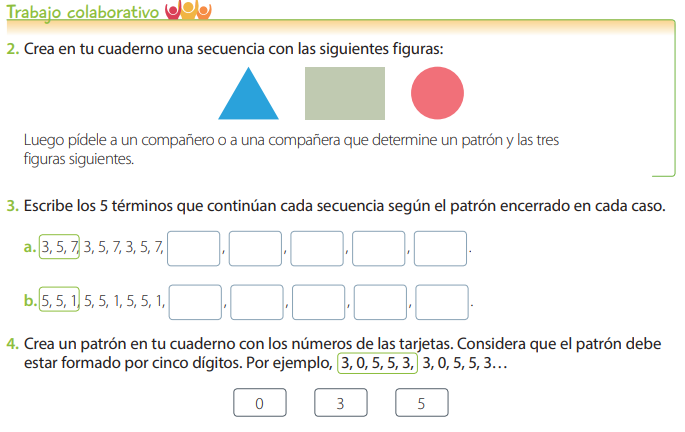 Trabajo colaborativo
2. Crea en tu cuaderno una secuencia con las siguientes figuras:
Luego pídele a un compañero o a una compañera que determine un patrón y las tres
figuras siguientes.
3. Escribe los 5 términos que continúan cada secuencia según el patrón encerrado en cada caso.
a. 3, 5, 7, 3, 5, 7, 3, 5, 7, , , , , .
b. 5, 5, 1, 5, 5, 1, 5, 5, 1, , , , , .
4. Crea un patrón en tu cuaderno con los números de las tarjetas. Considera que el patrón debe
estar formado por cinco dígitos. Por ejemplo, 3, 0, 5, 5, 3, 3, 0, 5, 5, 3…
0 3 5